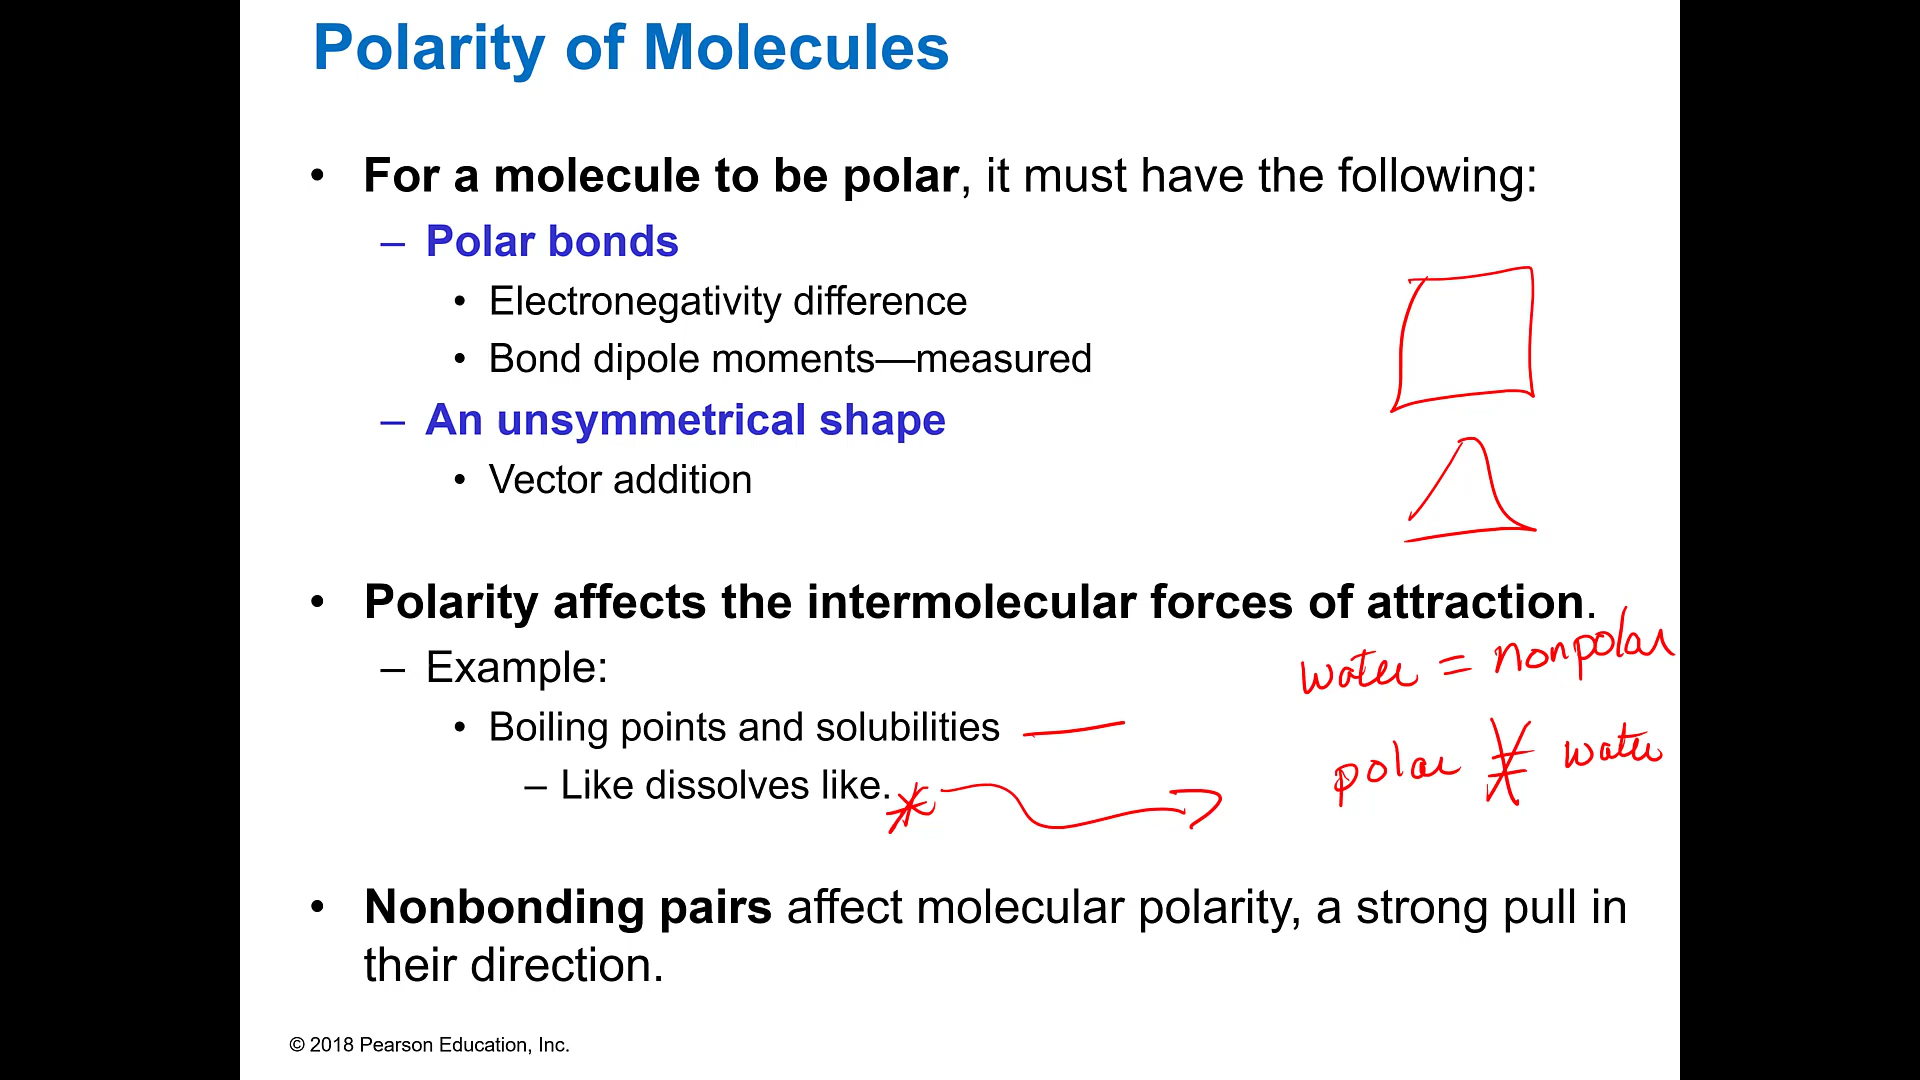 Polarity of Molecules
• For a molecule to be polar, it must have the following:
– Polar bonds
• Electronegativity difference
• Bond dipole moments—measured
– An unsymmetrical shape
• Vector addition
• Polarity affects the intermolecular forces of attraction.
– Example:
• Boiling points and solubilities
– Like dissolves like.
water = nonpolar
polar ≠ water
• Nonbonding pairs affect molecular polarity, a strong pull in
their direction.
© 2018 Pearson Education, Inc.